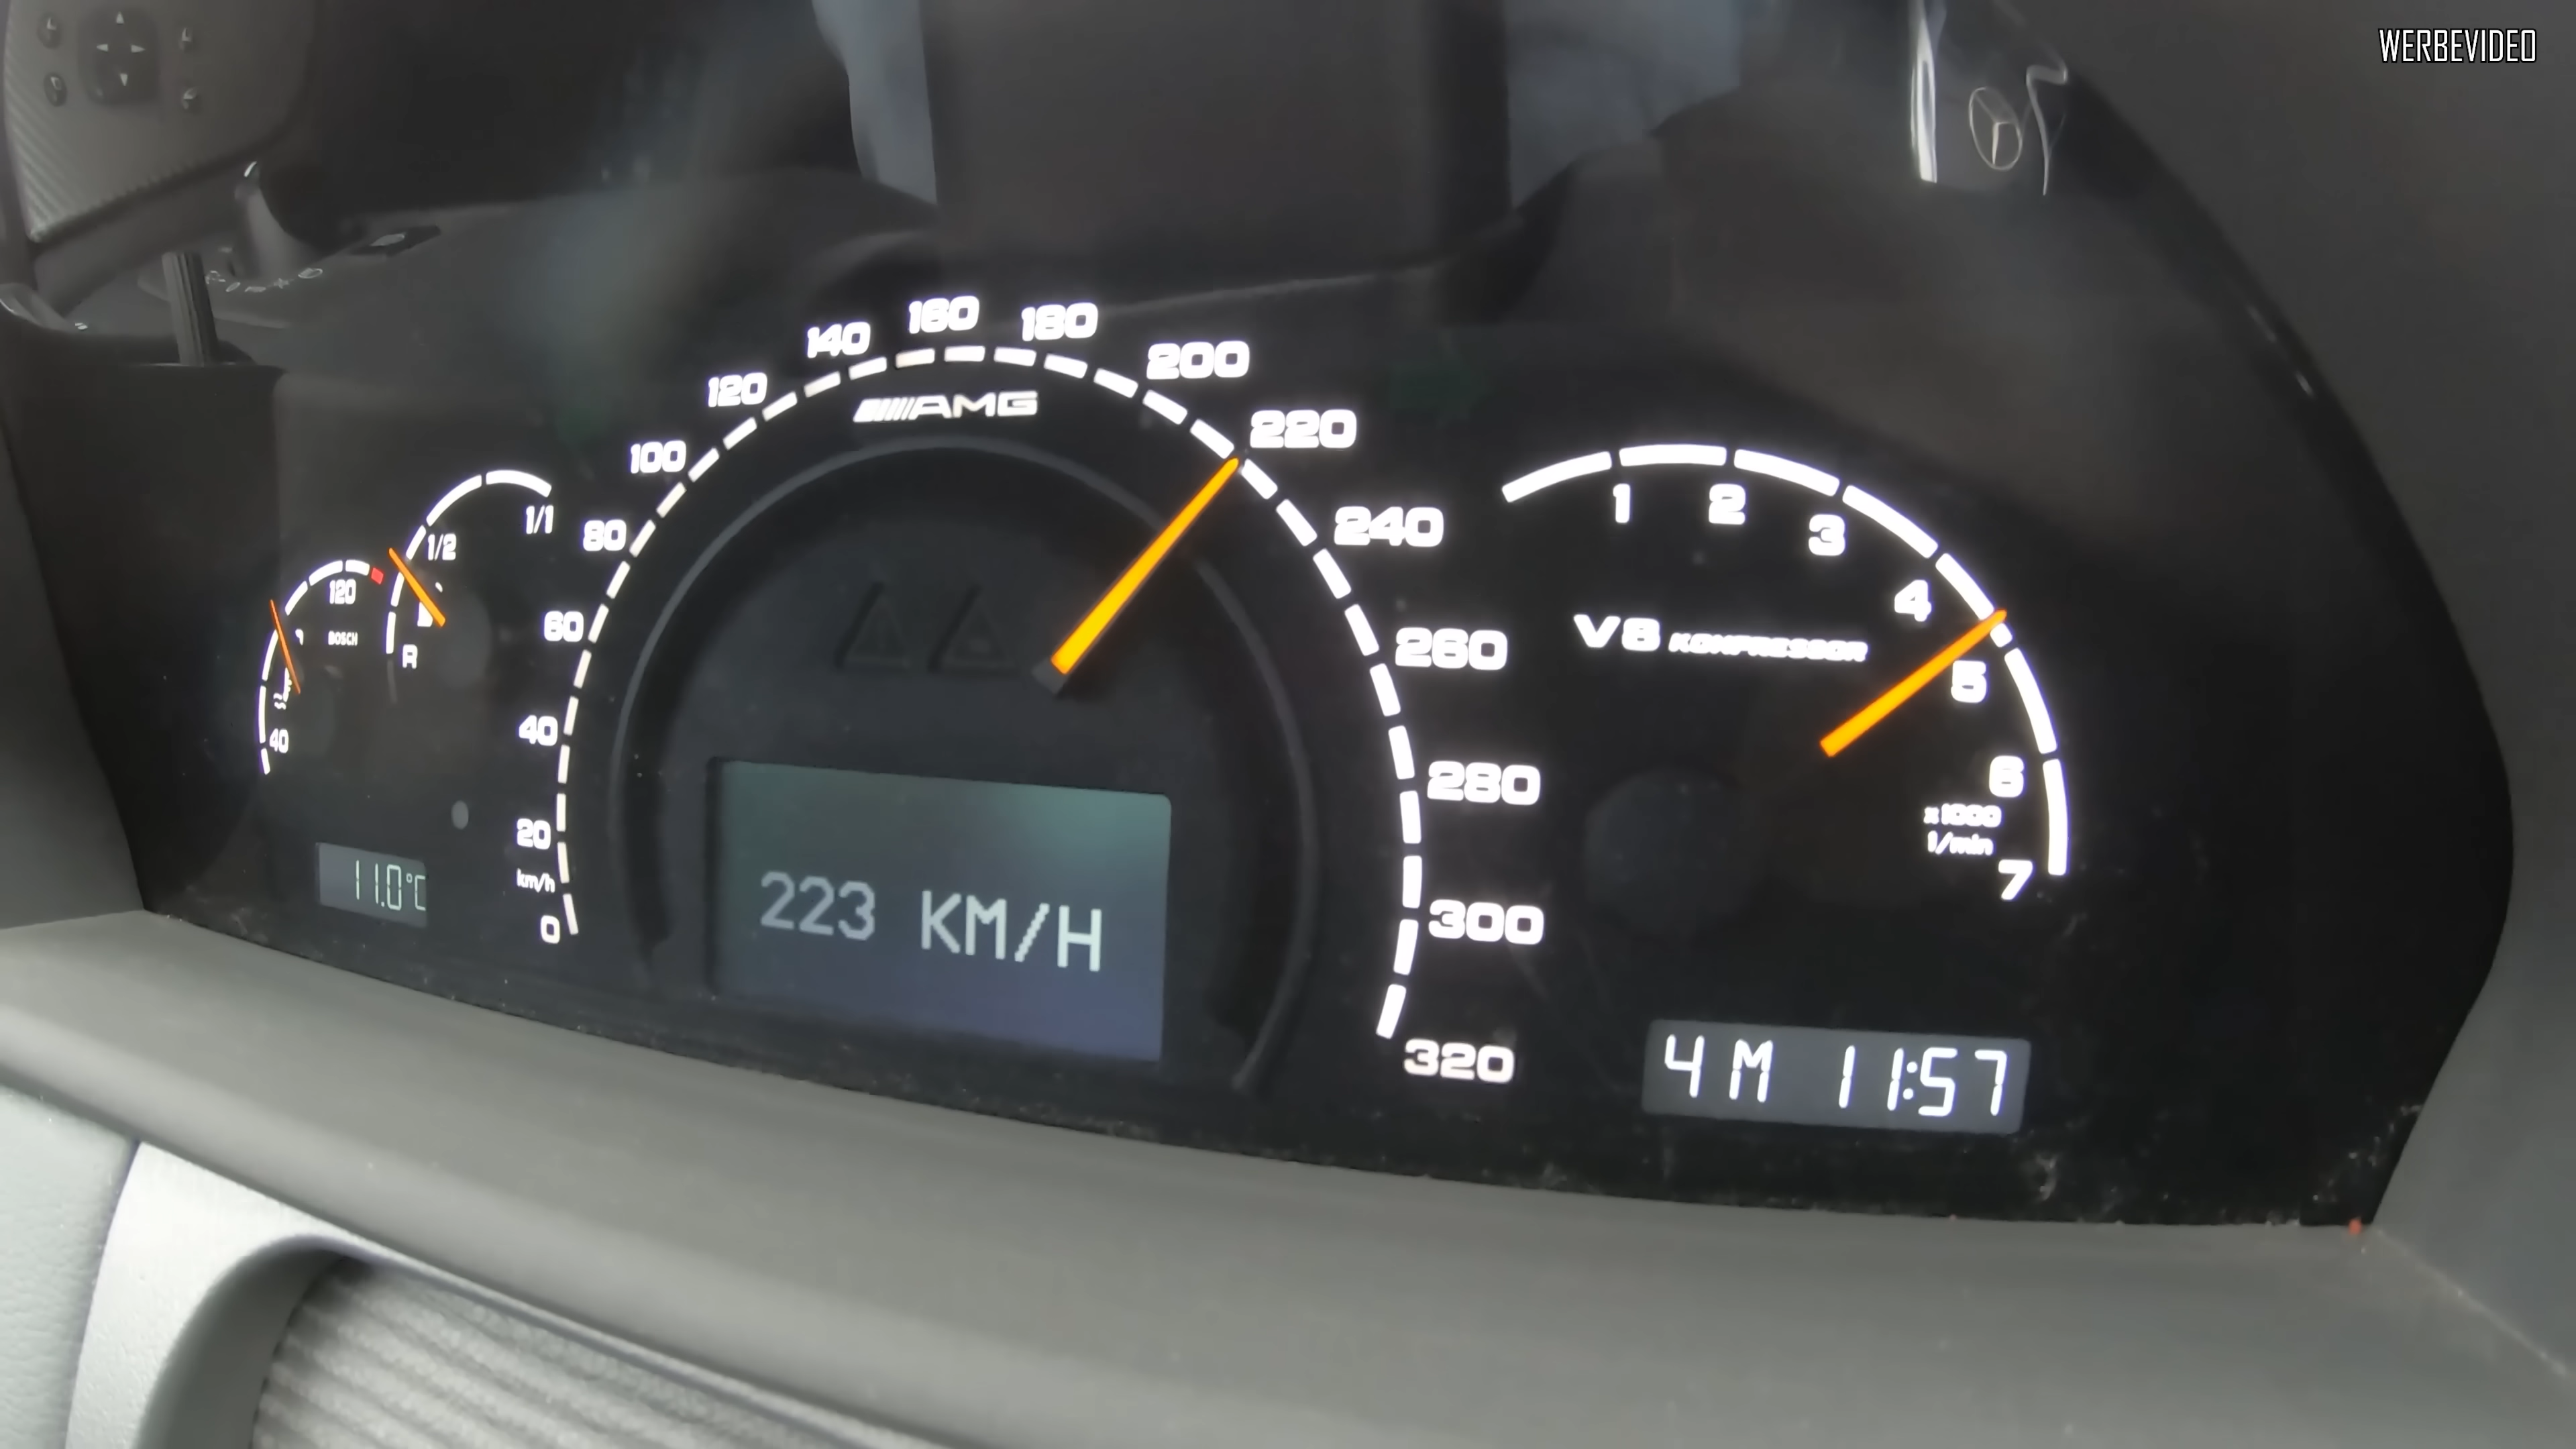 WERBEVIDEO
0
km/h
20
40
60
80
100
120
140
160
180
200
220
240
260
280
300
320
AMG
1/1
1/2
R
120
BOSCH
40
11.0°C
223 KM/H
1
2
3
4
5
6
7
x1000
1/min
V8 KOMPRESSOR
4 M 11:57